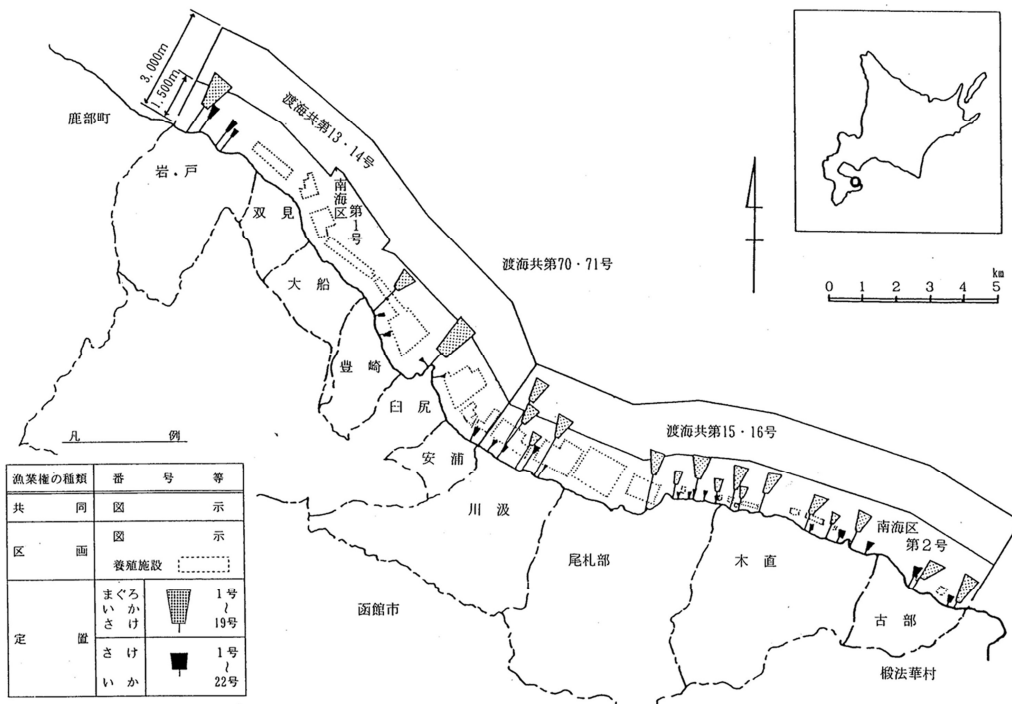 3.000m
1.500m
鹿部町
岩・戸
双見
大船
豊崎
臼尻
安浦
川汲
尾札部
木直
古部
函館市
椴法華村
渡海共第13・14号
南海区
第1号
渡海共第70・71号
渡海共第15・16号
南海区
第2号
km
0 1 2 3 4 5
凡例
漁業権の種類 番号等
共同 図示
区画 図示
養殖施設
定置
まぐろ
いか
さけ
1号
~
19号
さけ
いか
1号
~
22号